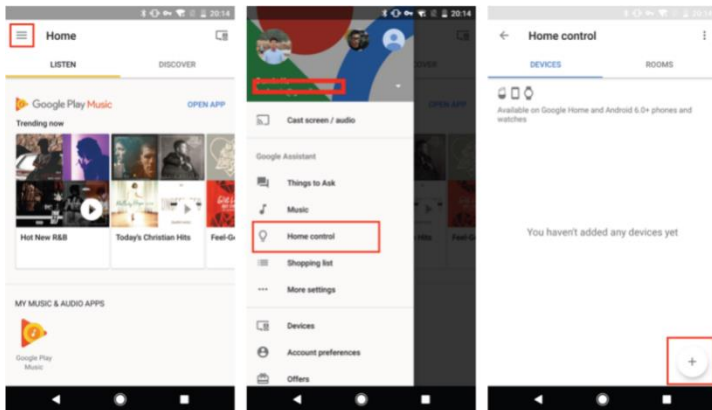 20:14
Home
LISTEN
DISCOVER
Google Play Music
OPEN APP
Trending now
Hot New R&B
Today's Christian Hits
Feel-G
MY MUSIC & AUDIO APPS
Google Play
Music
20:14
Cast screen / audio
Google Assistant
Things to Ask
Music
Home control
Shopping list
More settings
Devices
Account preferences
Offers
20:14
Home control
DEVICES
ROOMS
Available on Google Home and Android 6.0+ phones and
watches
You haven't added any devices yet